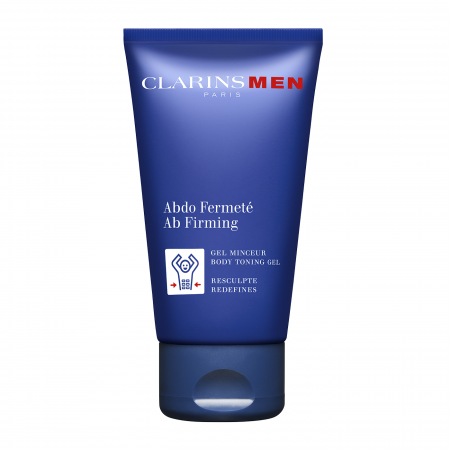 CLARINSMEN
PARIS
Abdo Fermeté
Ab Firming
GEL MINCEUR
BODY TONING GEL
RESCULPTE
REDEFINES